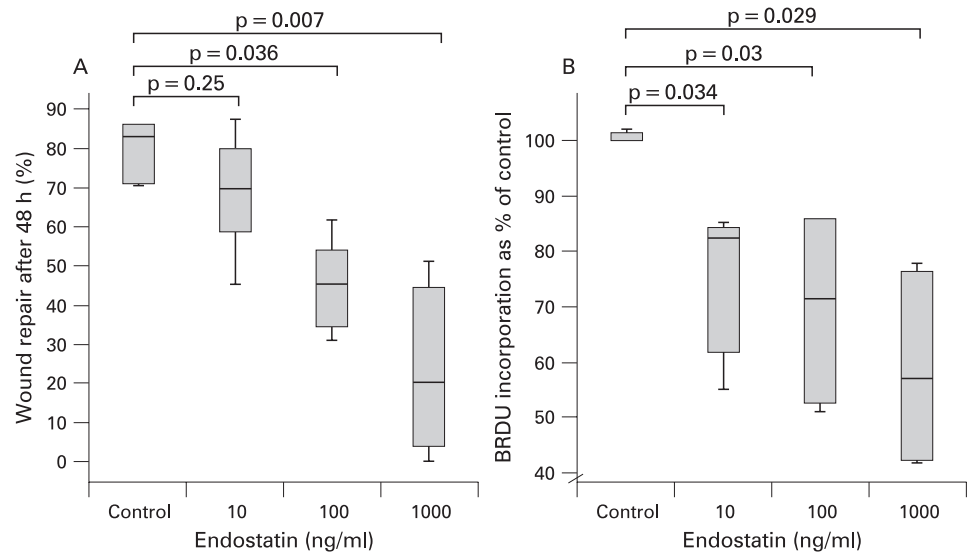 p = 0.007
p = 0.036
p = 0.25
A
Wound repair after 48 h (%)
90
80
70
60
50
40
30
20
10
0
Control 10 100 1000
Endostatin (ng/ml)
p = 0.029
p = 0.03
p = 0.034
B
BRDU incorporation as % of control
100
90
80
70
60
50
40
Control 10 100 1000
Endostatin (ng/ml)